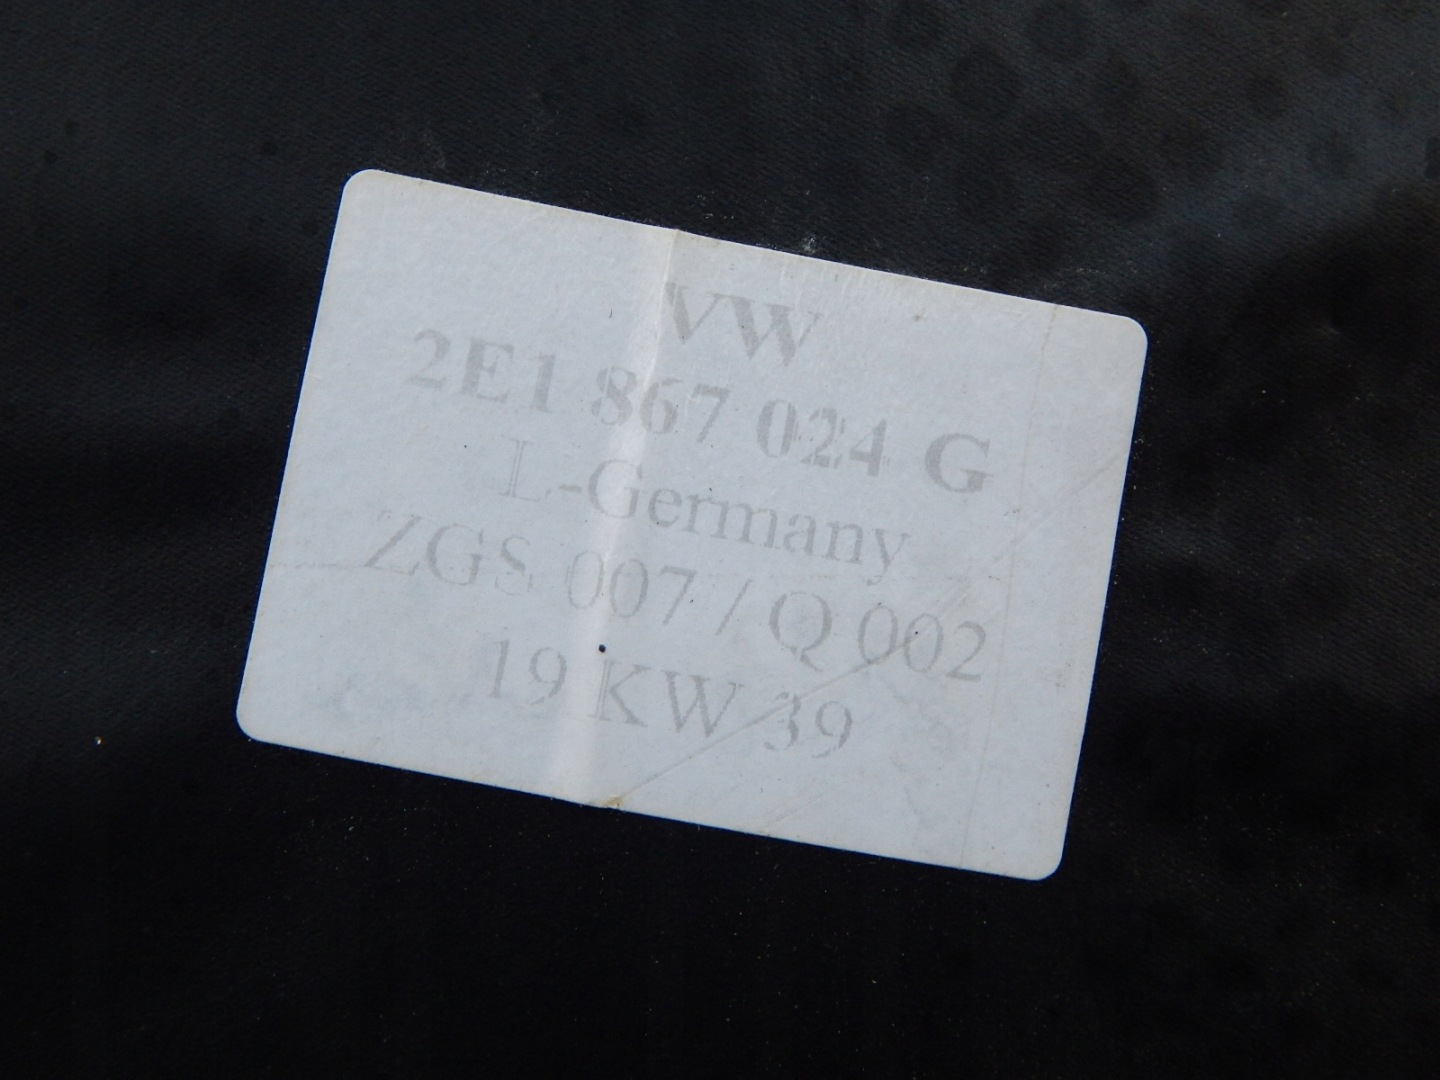 VW
2E1 867 024 G
L-Germany
ZGS 007 / Q 002
19 KW 39